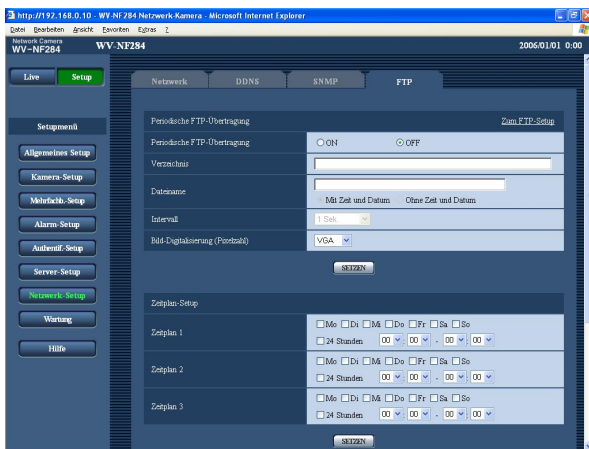 http://192.168.0.10 - WV-NF284 Netzwerk-Kamera - Microsoft Internet Explorer
Datei Bearbeiten Ansicht Favoriten Extras ?
Network Camera
WV-NF284
WV-NF284
2006/01/01 0:00
Live
Setup
Netzwerk
DDNS
SNMP
FTP
Setupmenü
Allgemeines Setup
Kamera-Setup
Mehrfachb.-Setup
Alarm-Setup
Authentif.-Setup
Server-Setup
Netzwerk-Setup
Wartung
Hilfe
Periodische FTP-Übertragung
Zum FTP-Setup
Periodische FTP-Übertragung
ON OFF
Verzeichnis
Dateiname
Mit Zeit und Datum Ohne Zeit und Datum
Intervall
1 Sek.
Bild-Digitalisierung (Pixelzahl)
VGA
SETZEN
Zeitplan-Setup
Zeitplan 1
Mo Di Mi Do Fr Sa So
24 Stunden 00 : 00 - 00 : 00
Zeitplan 2
Mo Di Mi Do Fr Sa So
24 Stunden 00 : 00 - 00 : 00
Zeitplan 3
Mo Di Mi Do Fr Sa So
24 Stunden 00 : 00 - 00 : 00
SETZEN